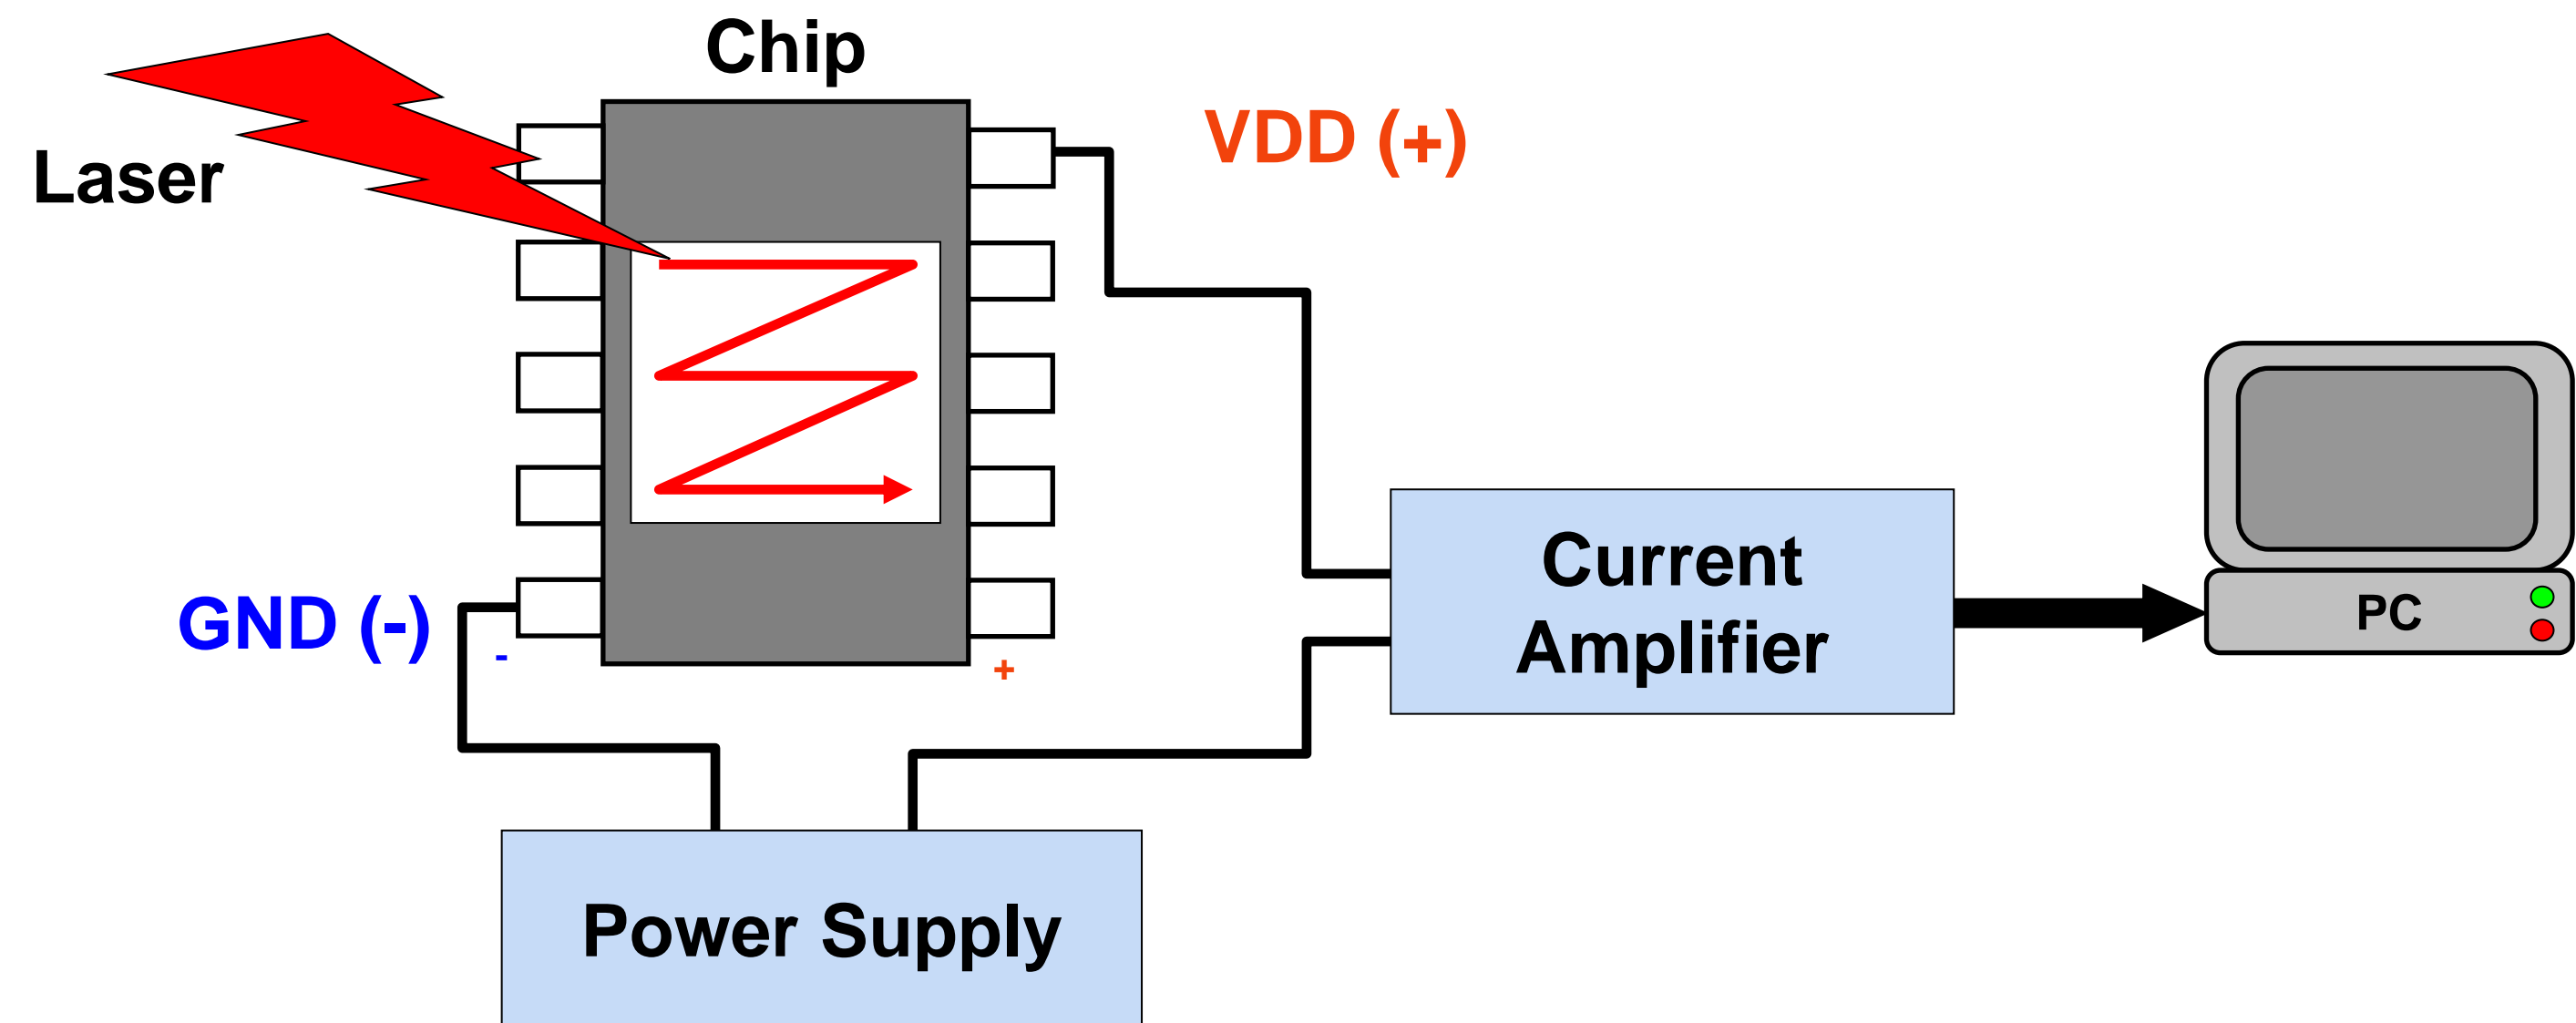 Chip
VDD (+)
Laser
Current
Amplifier
PC
GND (-)
-
+
Power Supply